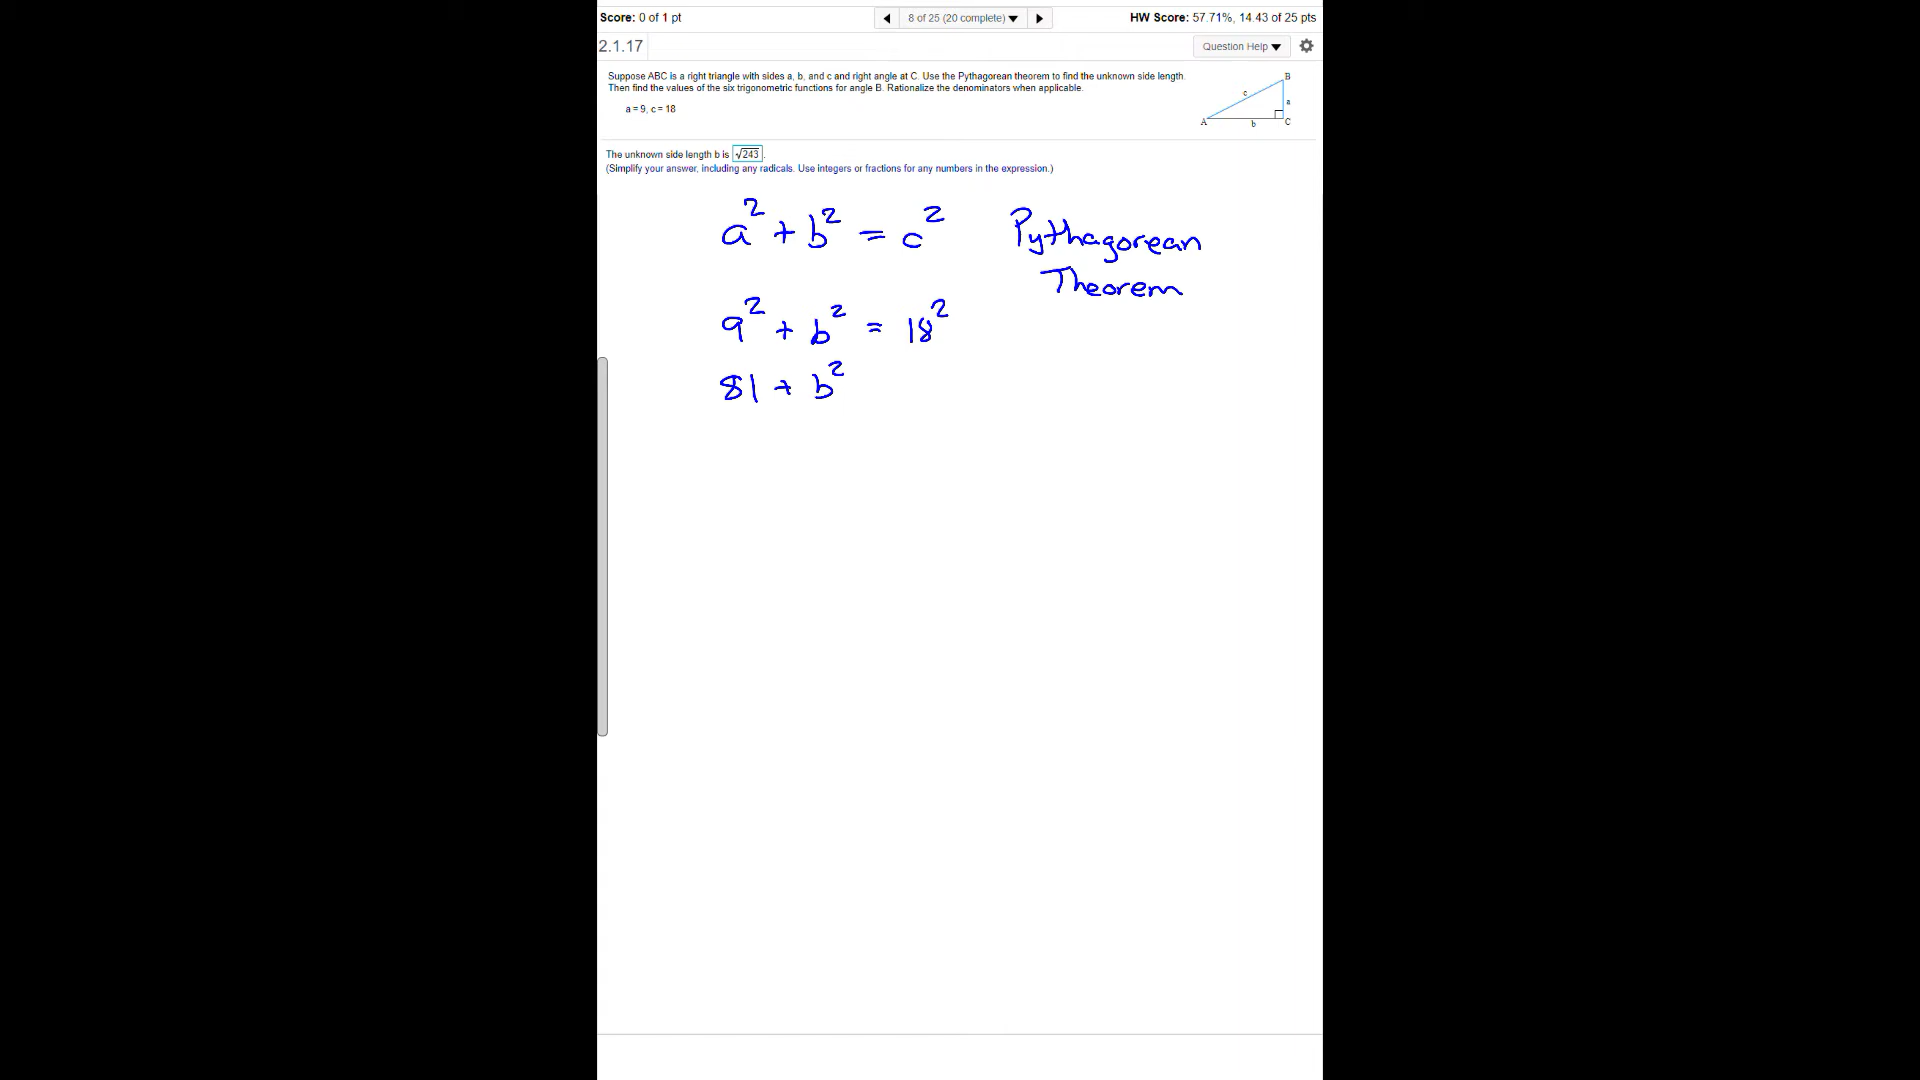 Score: 0 of 1 pt
8 of 25 (20 complete)
HW Score: 57.71%, 14.43 of 25 pts
2.1.17
Question Help
Suppose ABC is a right triangle with sides a, b, and c and right angle at C. Use the Pythagorean theorem to find the unknown side length.
Then find the values of the six trigonometric functions for angle B. Rationalize the denominators when applicable.
a = 9, c = 18
B
c
a
A
b
C
The unknown side length b is √243.
(Simplify your answer, including any radicals. Use integers or fractions for any numbers in the expression.)
a² + b² = c²
Pythagorean
Theorem
9² + b² = 18²
81 + b²